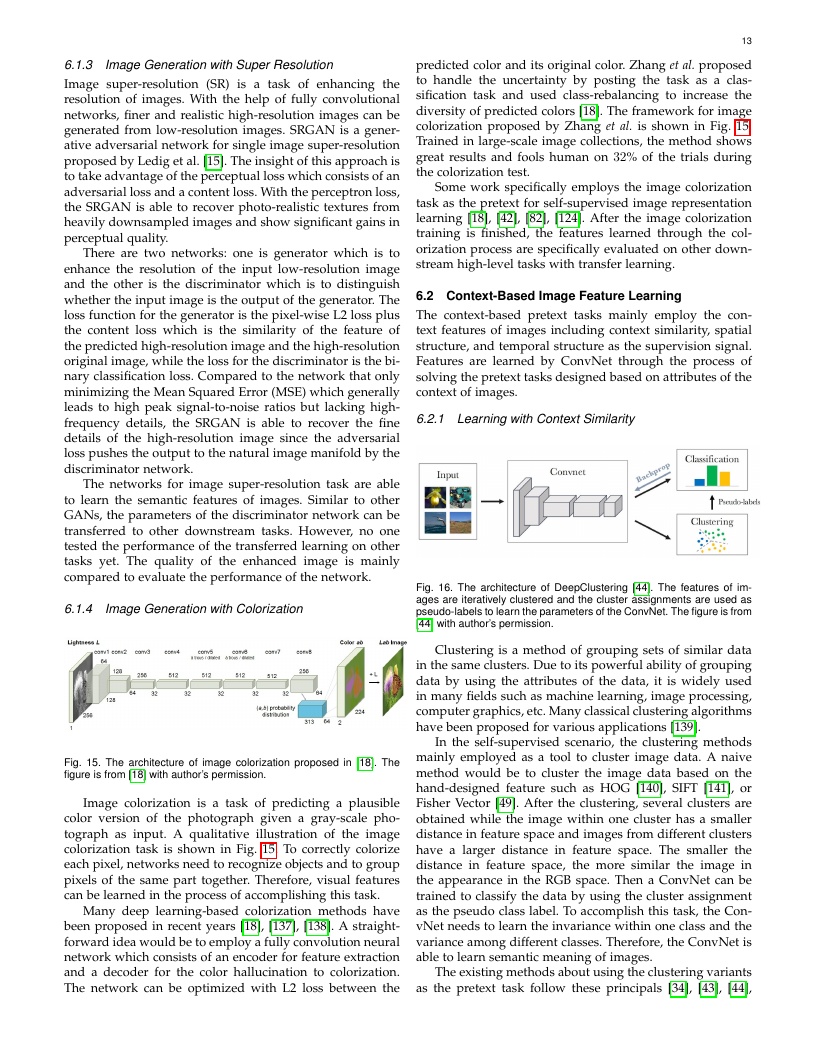 13
6.1.3 Image Generation with Super Resolution
Image super-resolution (SR) is a task of enhancing the
resolution of images. With the help of fully convolutional
networks, finer and realistic high-resolution images can be
generated from low-resolution images. SRGAN is a gener-
ative adversarial network for single image super-resolution
proposed by Ledig et al. [15]. The insight of this approach is
to take advantage of the perceptual loss which consists of an
adversarial loss and a content loss. With the perceptron loss,
the SRGAN is able to recover photo-realistic textures from
heavily downsampled images and show significant gains in
perceptual quality.
There are two networks: one is generator which is to
enhance the resolution of the input low-resolution image
and the other is the discriminator which is to distinguish
whether the input image is the output of the generator. The
loss function for the generator is the pixel-wise L2 loss plus
the content loss which is the similarity of the feature of
the predicted high-resolution image and the high-resolution
original image, while the loss for the discriminator is the bi-
nary classification loss. Compared to the network that only
minimizing the Mean Squared Error (MSE) which generally
leads to high peak signal-to-noise ratios but lacking high-
frequency details, the SRGAN is able to recover the fine
details of the high-resolution image since the adversarial
loss pushes the output to the natural image manifold by the
discriminator network.
The networks for image super-resolution task are able
to learn the semantic features of images. Similar to other
GANs, the parameters of the discriminator network can be
transferred to other downstream tasks. However, no one
tested the performance of the transferred learning on other
tasks yet. The quality of the enhanced image is mainly
compared to evaluate the performance of the network.
6.1.4 Image Generation with Colorization
Lightness L
Color ab
Lab Image
conv1 conv2 conv3 conv4 conv5 conv6 conv7 conv8
à trous / dilated à trous / dilated
64
128 256 512 512 512 512 256
+ L
128
64 32 32 32 32 64
256
1
(a,b) probability
distribution
313 64 2
224
Fig. 15. The architecture of image colorization proposed in [18]. The
figure is from [18] with author's permission.
Image colorization is a task of predicting a plausible
color version of the photograph given a gray-scale pho-
tograph as input. A qualitative illustration of the image
colorization task is shown in Fig. 15. To correctly colorize
each pixel, networks need to recognize objects and to group
pixels of the same part together. Therefore, visual features
can be learned in the process of accomplishing this task.
Many deep learning-based colorization methods have
been proposed in recent years [18], [137], [138]. A straight-
forward idea would be to employ a fully convolution neural
network which consists of an encoder for feature extraction
and a decoder for the color hallucination to colorization.
The network can be optimized with L2 loss between the
predicted color and its original color. Zhang et al. proposed
to handle the uncertainty by posting the task as a clas-
sification task and used class-rebalancing to increase the
diversity of predicted colors [18]. The framework for image
colorization proposed by Zhang et al. is shown in Fig. 15.
Trained in large-scale image collections, the method shows
great results and fools human on 32% of the trials during
the colorization test.
Some work specifically employs the image colorization
task as the pretext for self-supervised image representation
learning [18], [42], [82], [124]. After the image colorization
training is finished, the features learned through the col-
orization process are specifically evaluated on other down-
stream high-level tasks with transfer learning.
6.2 Context-Based Image Feature Learning
The context-based pretext tasks mainly employ the con-
text features of images including context similarity, spatial
structure, and temporal structure as the supervision signal.
Features are learned by ConvNet through the process of
solving the pretext tasks designed based on attributes of the
context of images.
6.2.1 Learning with Context Similarity
Input
Convnet
Backprop
Classification
Pseudo-labels
Clustering
Fig. 16. The architecture of DeepClustering [44]. The features of im-
ages are iteratively clustered and the cluster assignments are used as
pseudo-labels to learn the parameters of the ConvNet. The figure is from
[44] with author's permission.
Clustering is a method of grouping sets of similar data
in the same clusters. Due to its powerful ability of grouping
data by using the attributes of the data, it is widely used
in many fields such as machine learning, image processing,
computer graphics, etc. Many classical clustering algorithms
have been proposed for various applications [139].
In the self-supervised scenario, the clustering methods
mainly employed as a tool to cluster image data. A naive
method would be to cluster the image data based on the
hand-designed feature such as HOG [140], SIFT [141], or
Fisher Vector [49]. After the clustering, several clusters are
obtained while the image within one cluster has a smaller
distance in feature space and images from different clusters
have a larger distance in feature space. The smaller the
distance in feature space, the more similar the image in
the appearance in the RGB space. Then a ConvNet can be
trained to classify the data by using the cluster assignment
as the pseudo class label. To accomplish this task, the Con-
vNet needs to learn the invariance within one class and the
variance among different classes. Therefore, the ConvNet is
able to learn semantic meaning of images.
The existing methods about using the clustering variants
as the pretext task follow these principals [34], [43], [44],